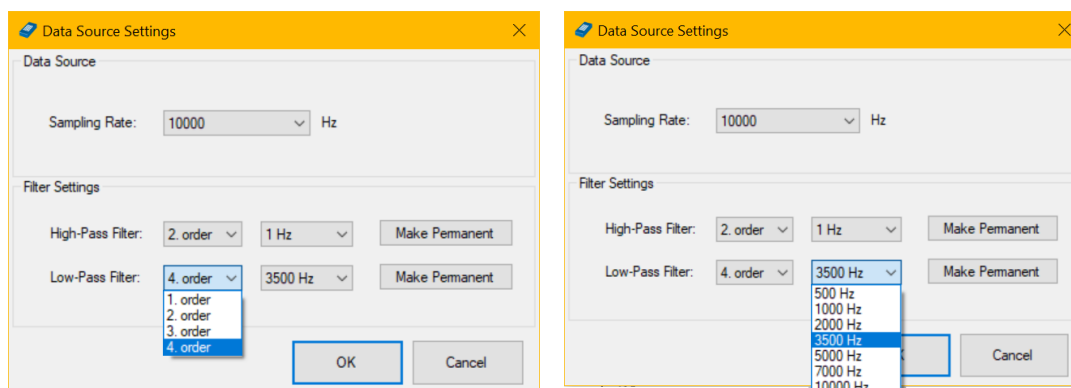 Data Source Settings
Data Source
Sampling Rate: 10000 Hz
Filter Settings
High-Pass Filter: 2. order 1 Hz Make Permanent
Low-Pass Filter: 4. order 3500 Hz Make Permanent
1. order
2. order
3. order
4. order
OK Cancel
Data Source Settings
Data Source
Sampling Rate: 10000 Hz
Filter Settings
High-Pass Filter: 2. order 1 Hz Make Permanent
Low-Pass Filter: 4. order 3500 Hz Make Permanent
500 Hz
1000 Hz
2000 Hz
3500 Hz
5000 Hz
7000 Hz
10000 Hz
Cancel